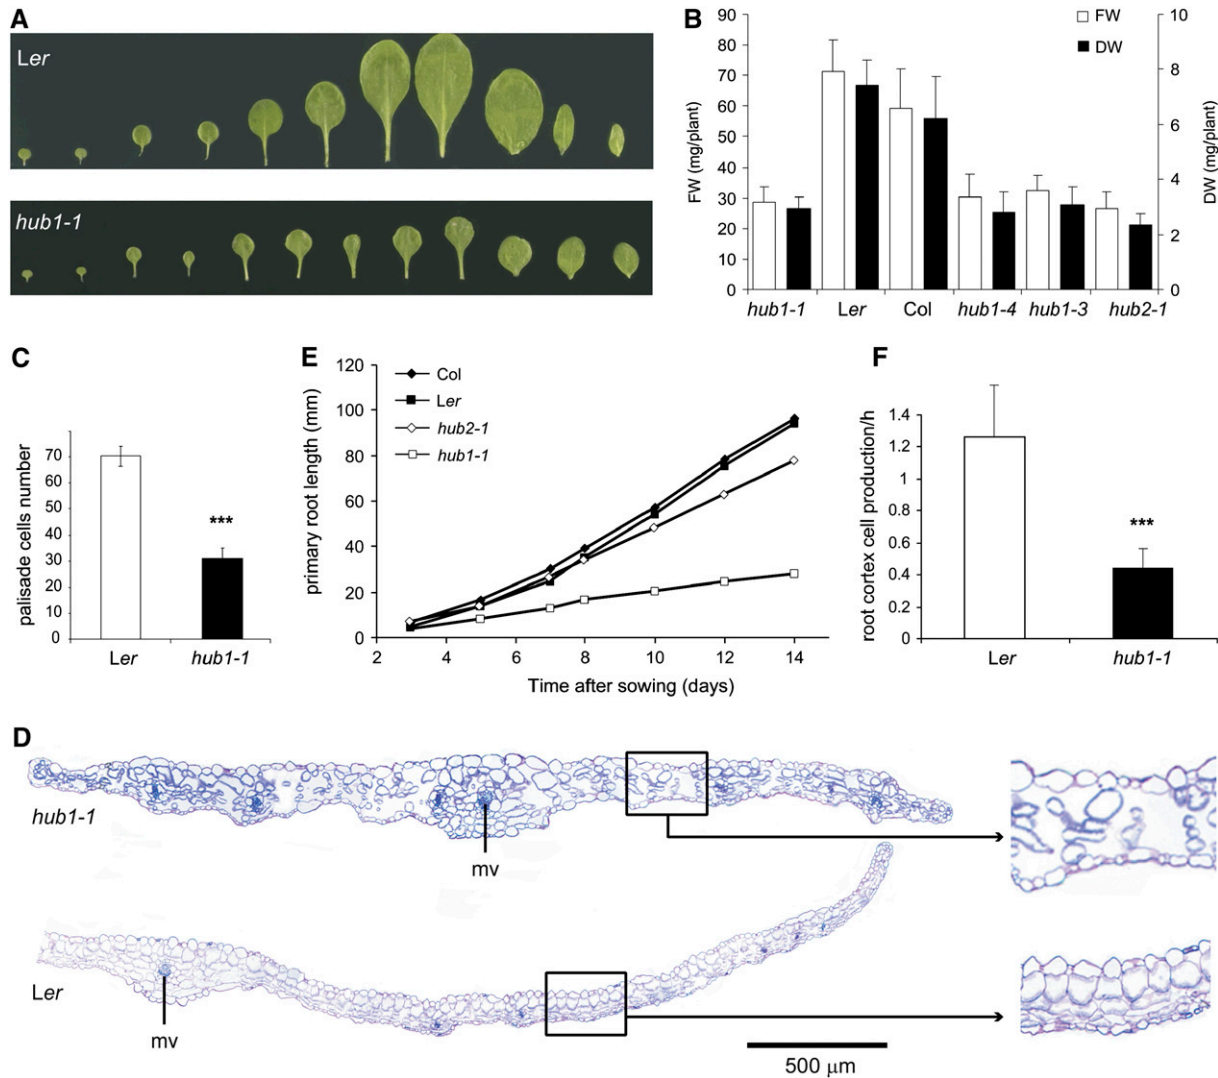 A
Ler
hub1-1
B
90
80
70
60
50
40
30
20
10
0
FW (mg/plant)
FW
DW
10
8
6
4
2
0
DW (mg/plant)
hub1-1 Ler Col hub1-4 hub1-3 hub2-1
C
palisade cells number
70
60
50
40
30
20
10
0
***
Ler hub1-1
E
primary root length (mm)
120
100
80
60
40
20
0
Col
Ler
hub2-1
hub1-1
2 4 6 8 10 12 14
Time after sowing (days)
F
root cortex cell production/h
1.4
1.2
1
0.8
0.6
0.4
0.2
0
***
Ler hub1-1
D
hub1-1
mv
Ler
mv
500 μm